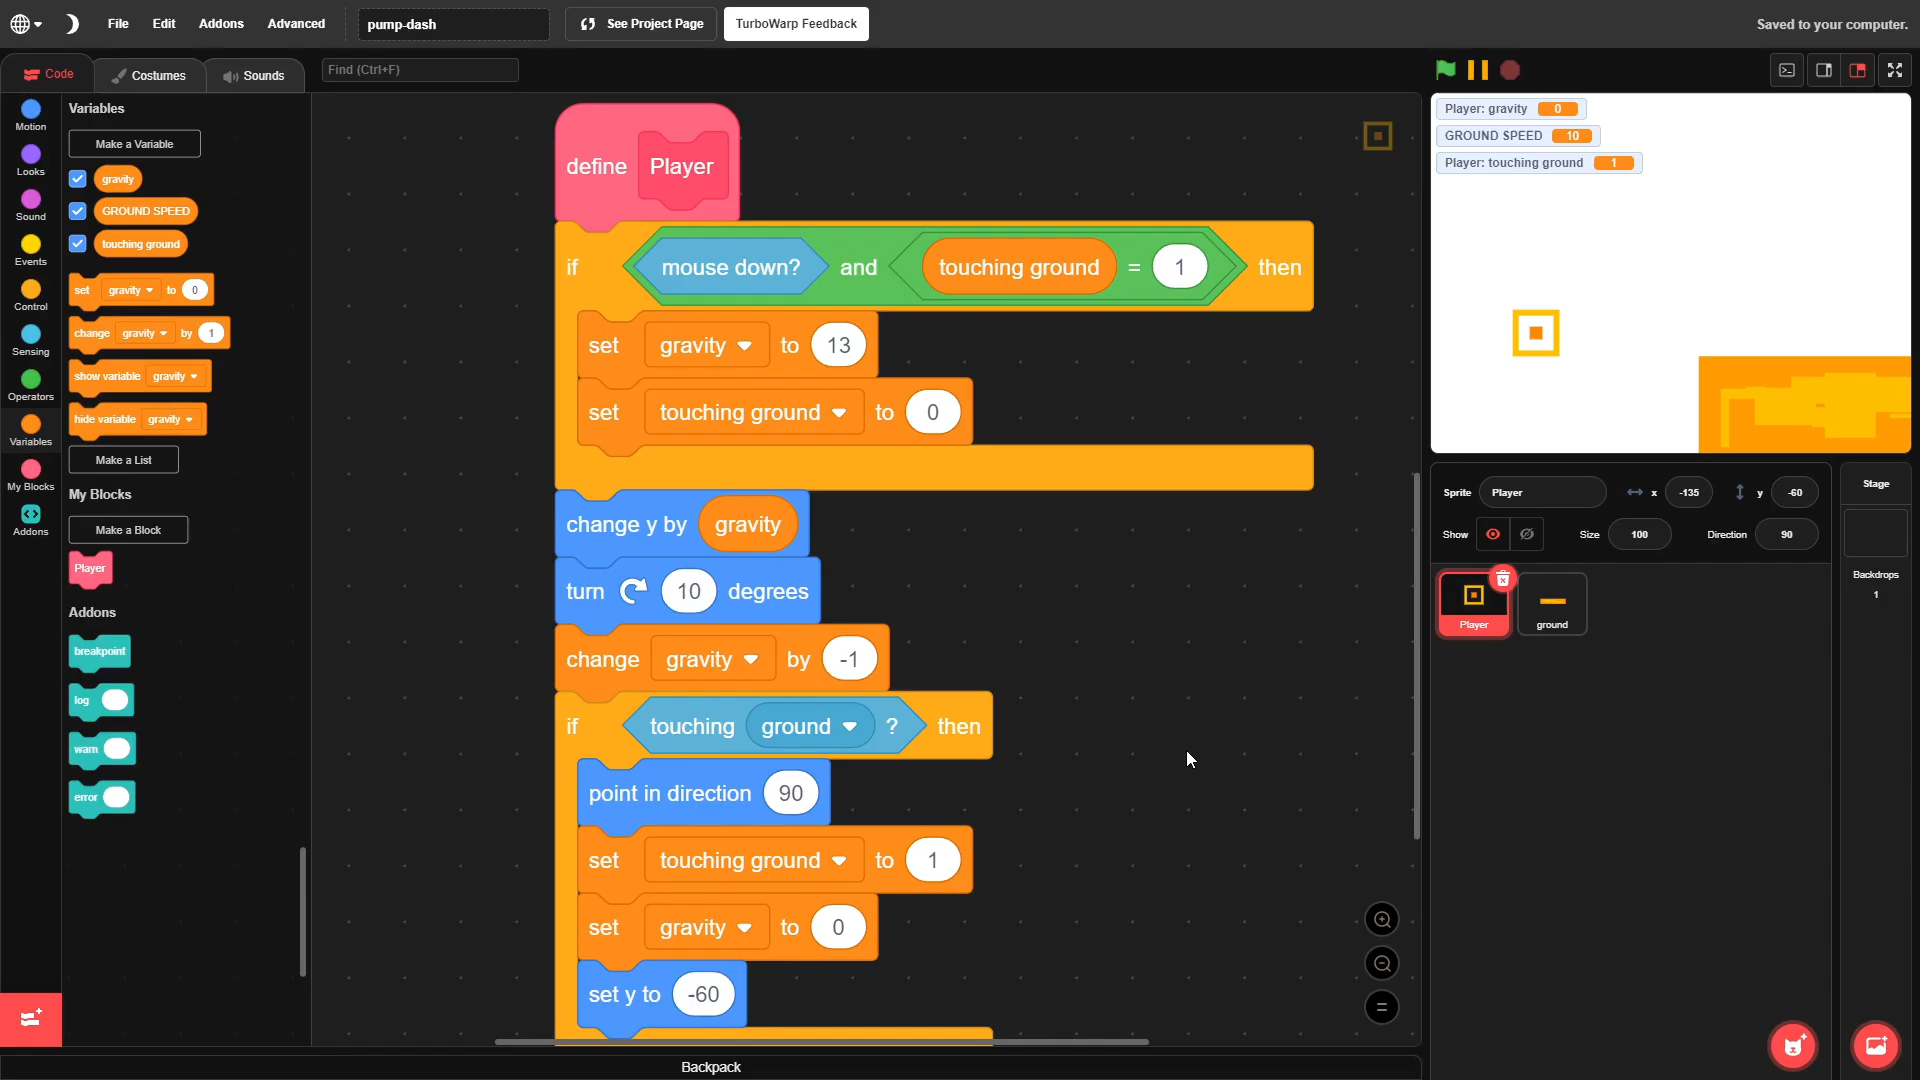 File Edit Addons Advanced pump-dash See Project Page TurboWarp Feedback Saved to your computer.
Code Costumes Sounds Find (Ctrl+F)
Motion
Looks
Sound
Events
Control
Sensing
Operators
Variables
My Blocks
Addons
Variables
Make a Variable
gravity
GROUND SPEED
touching ground
set gravity to 0
change gravity by 1
show variable gravity
hide variable gravity
Make a List
My Blocks
Make a Block
Player
Addons
breakpoint
log
warn
error
define Player
if mouse down? and touching ground = 1 then
set gravity to 13
set touching ground to 0
change y by gravity
turn 10 degrees
change gravity by -1
if touching ground ? then
point in direction 90
set touching ground to 1
set gravity to 0
set y to -60
Backpack
Player: gravity 0
GROUND SPEED 10
Player: touching ground 1
Sprite Player x -135 y -60
Show Size 100 Direction 90
Player
ground
Stage
Backdrops
1